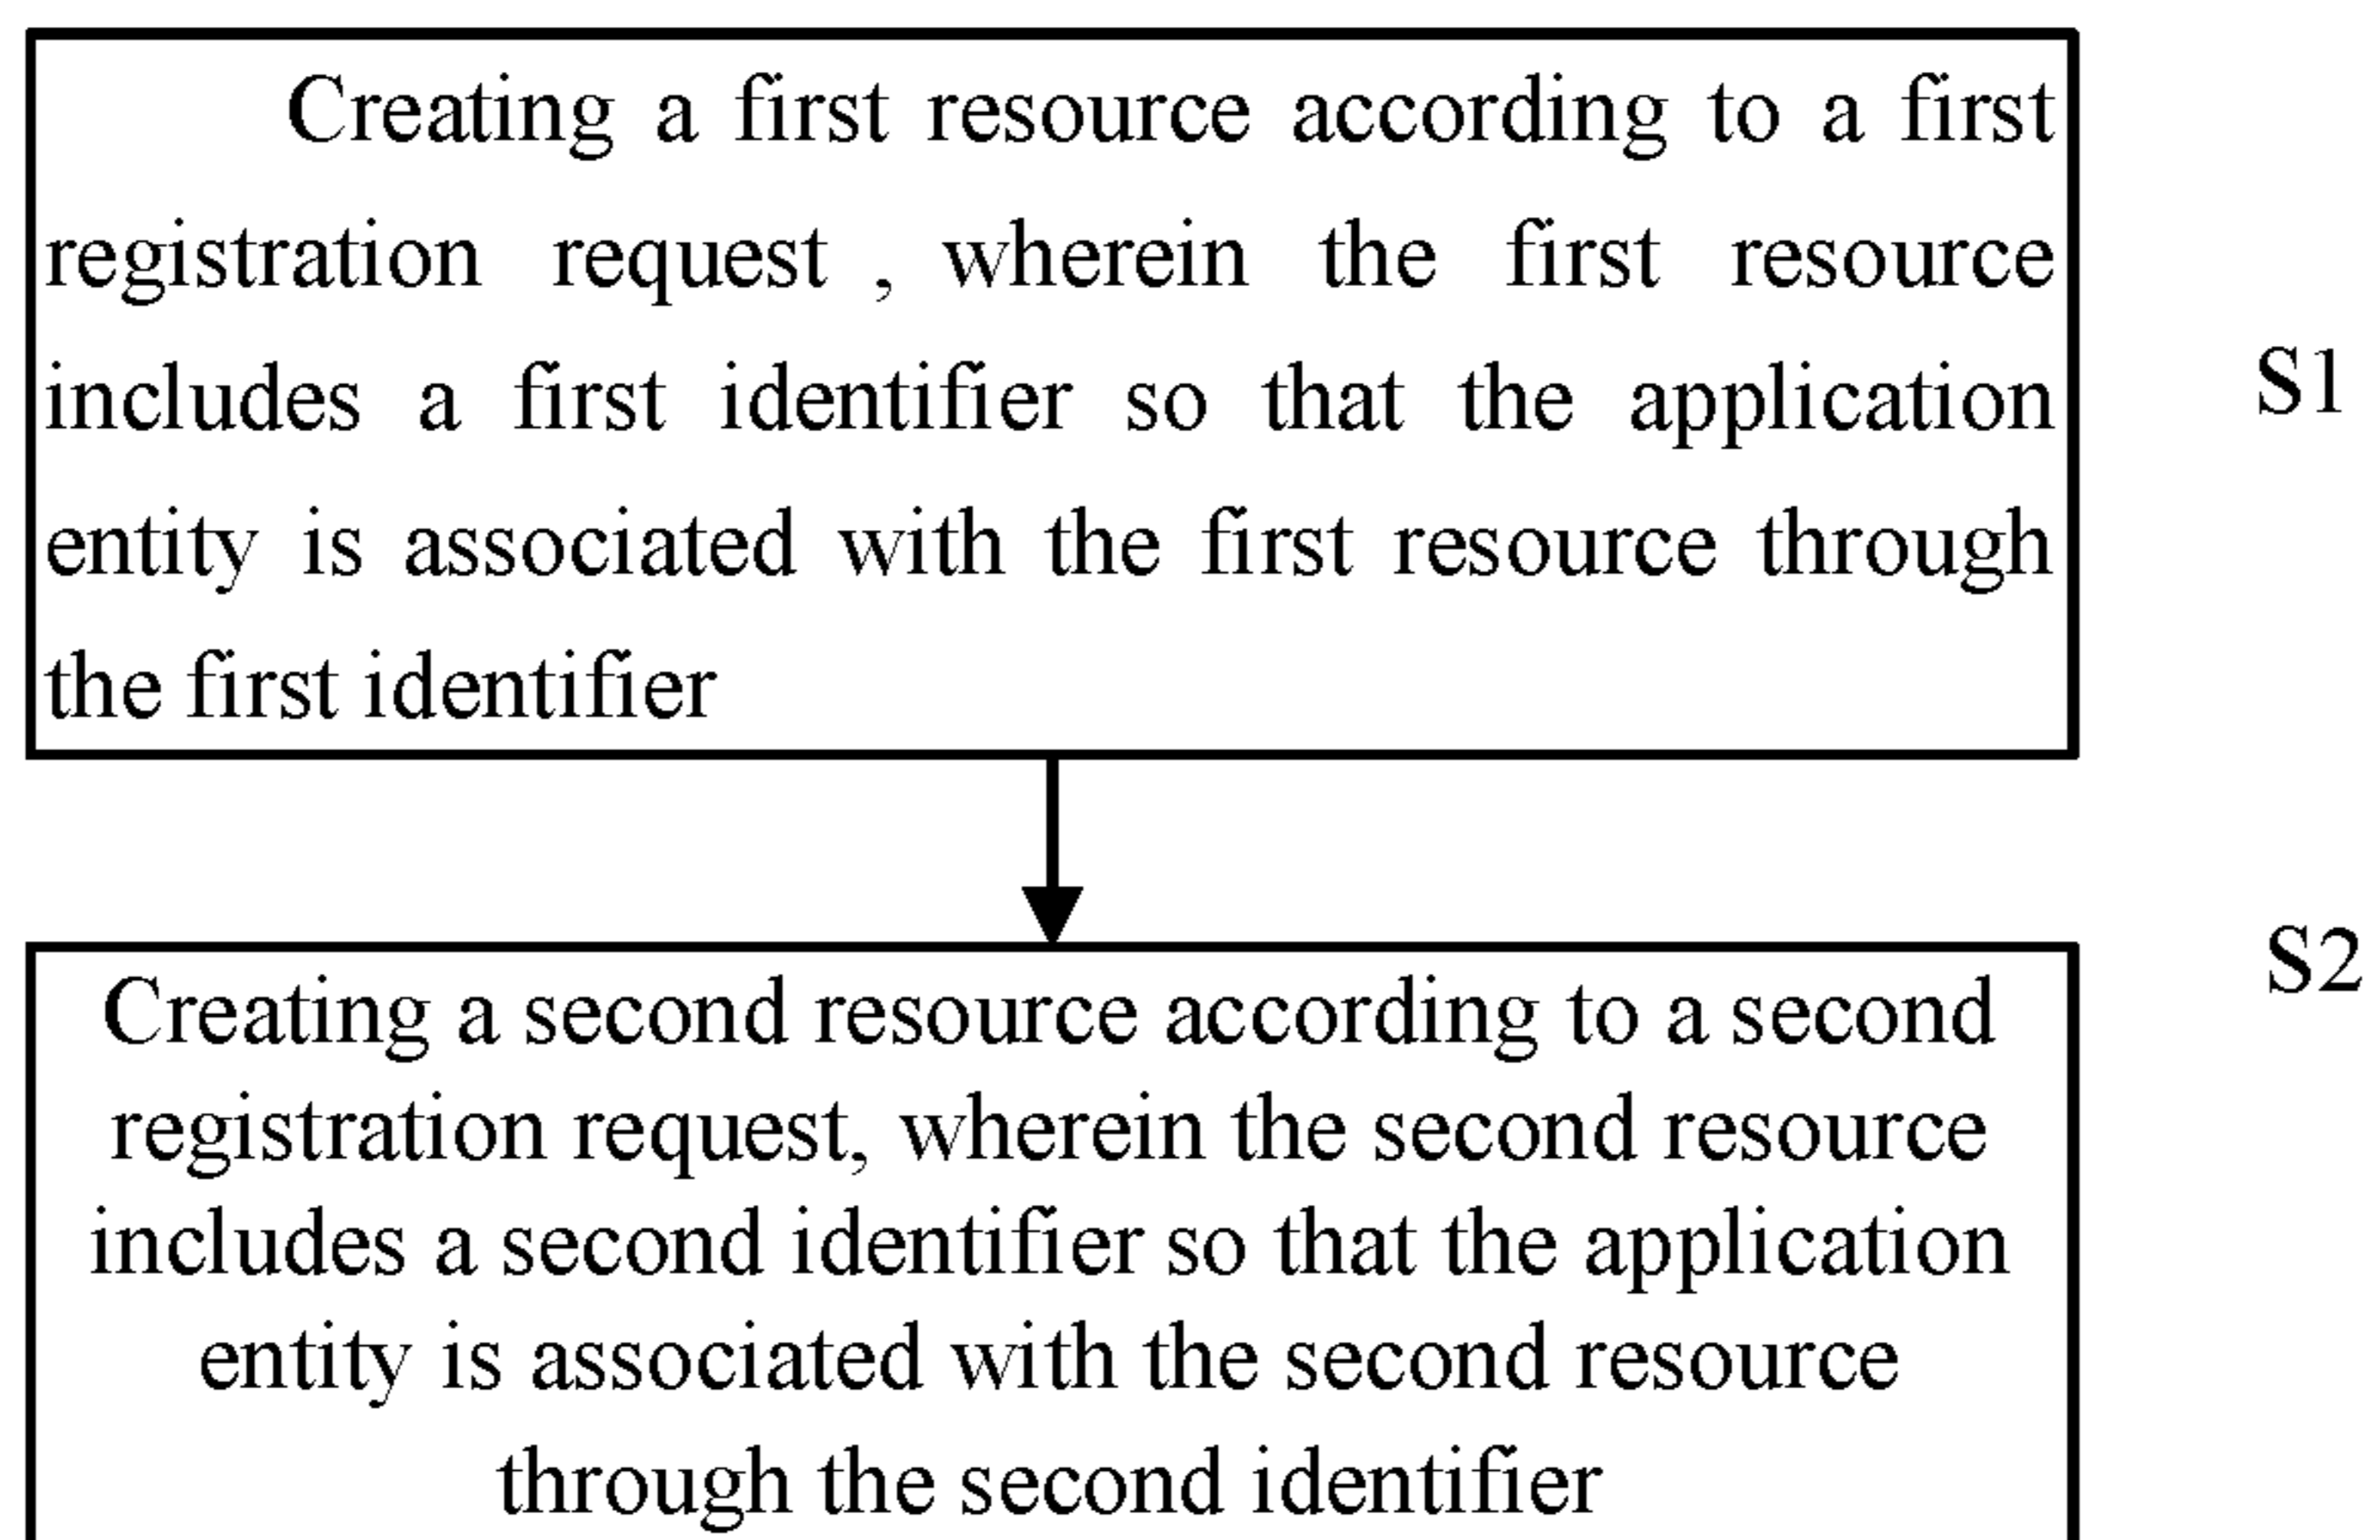 Creating a first resource according to a first
registration request , wherein the first resource
includes a first identifier so that the application
entity is associated with the first resource through
the first identifier
S1
S2
Creating a second resource according to a second
registration request, wherein the second resource
includes a second identifier so that the application
entity is associated with the second resource
through the second identifier